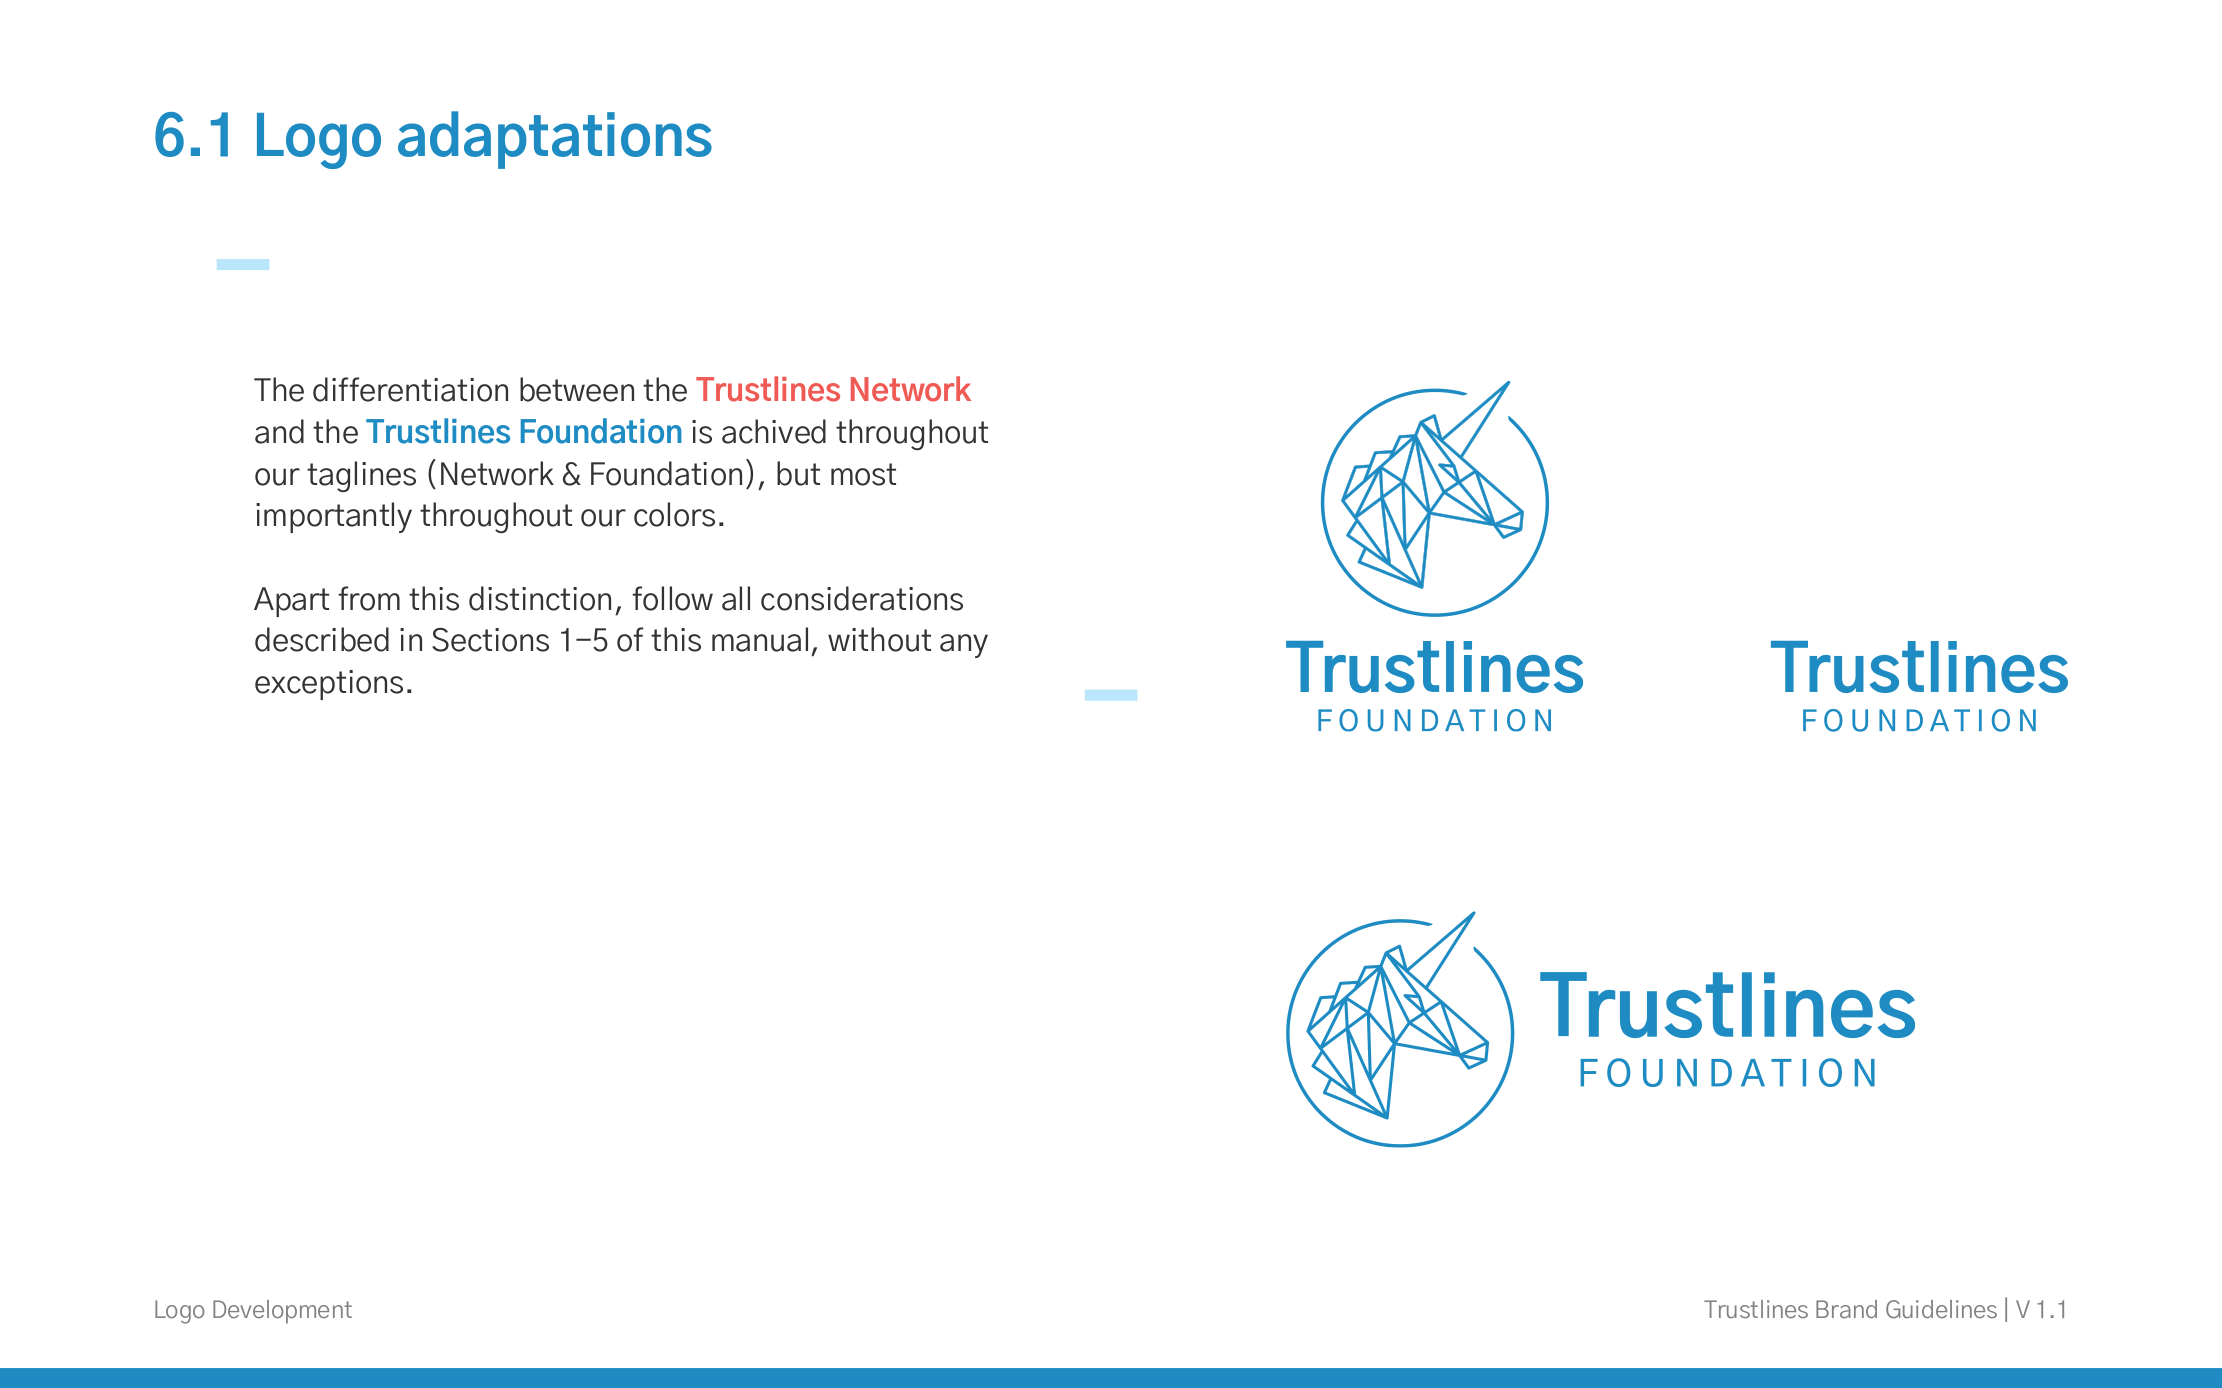 6.1 Logo adaptations
The differentiation between the Trustlines Network
and the Trustlines Foundation is achived throughout
our taglines (Network & Foundation), but most
importantly throughout our colors.
Apart from this distinction, follow all considerations
described in Sections 1–5 of this manual, without any
exceptions.
Trustlines
FOUNDATION
Trustlines
FOUNDATION
Trustlines
FOUNDATION
Logo Development
Trustlines Brand Guidelines | V 1.1